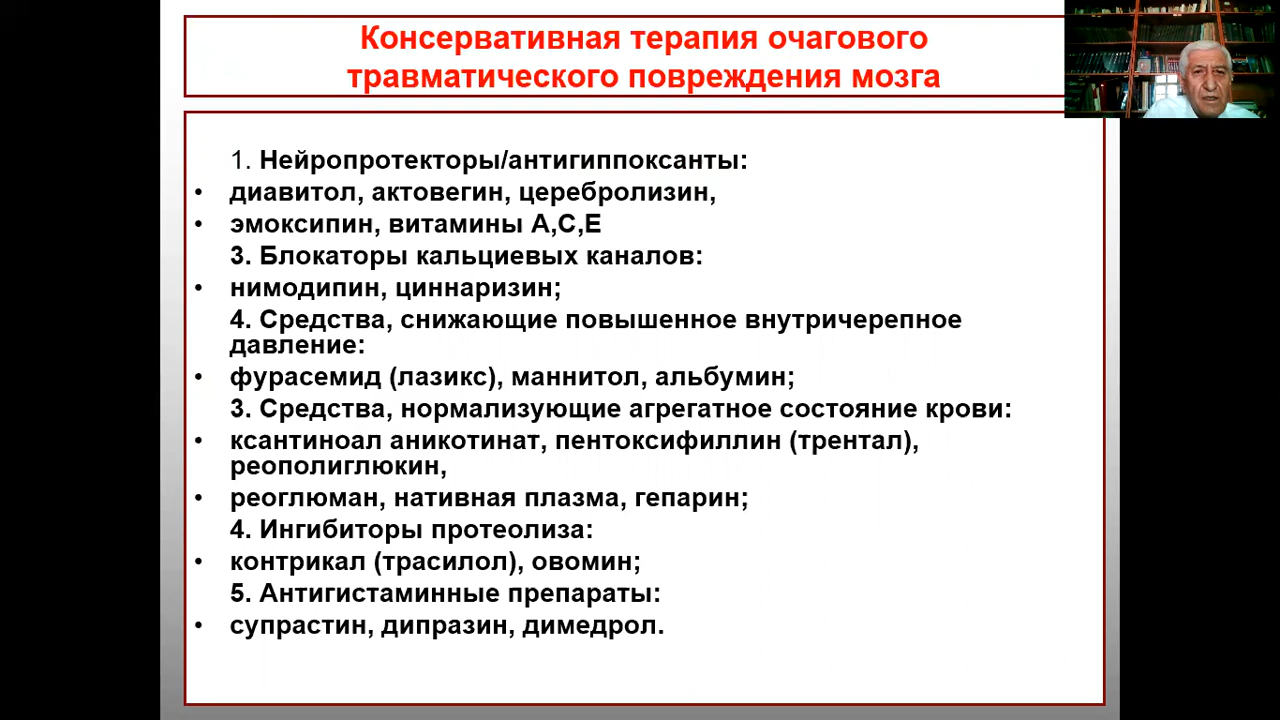 Консервативная терапия очагового
травматического повреждения мозга
1. Нейропротекторы/антигиппоксанты:
• диавитол, актовегин, церебролизин,
• эмоксипин, витамины А,С,Е
3. Блокаторы кальциевых каналов:
• нимодипин, циннаризин;
4. Средства, снижающие повышенное внутричерепное
давление:
• фурасемид (лазикс), маннитол, альбумин;
3. Средства, нормализующие агрегатное состояние крови:
• ксантиноал аникотинат, пентоксифиллин (трентал),
реополиглюкин,
• реоглюман, нативная плазма, гепарин;
4. Ингибиторы протеолиза:
• контрикал (трасилол), овомин;
5. Антигистаминные препараты:
• супрастин, дипразин, димедрол.